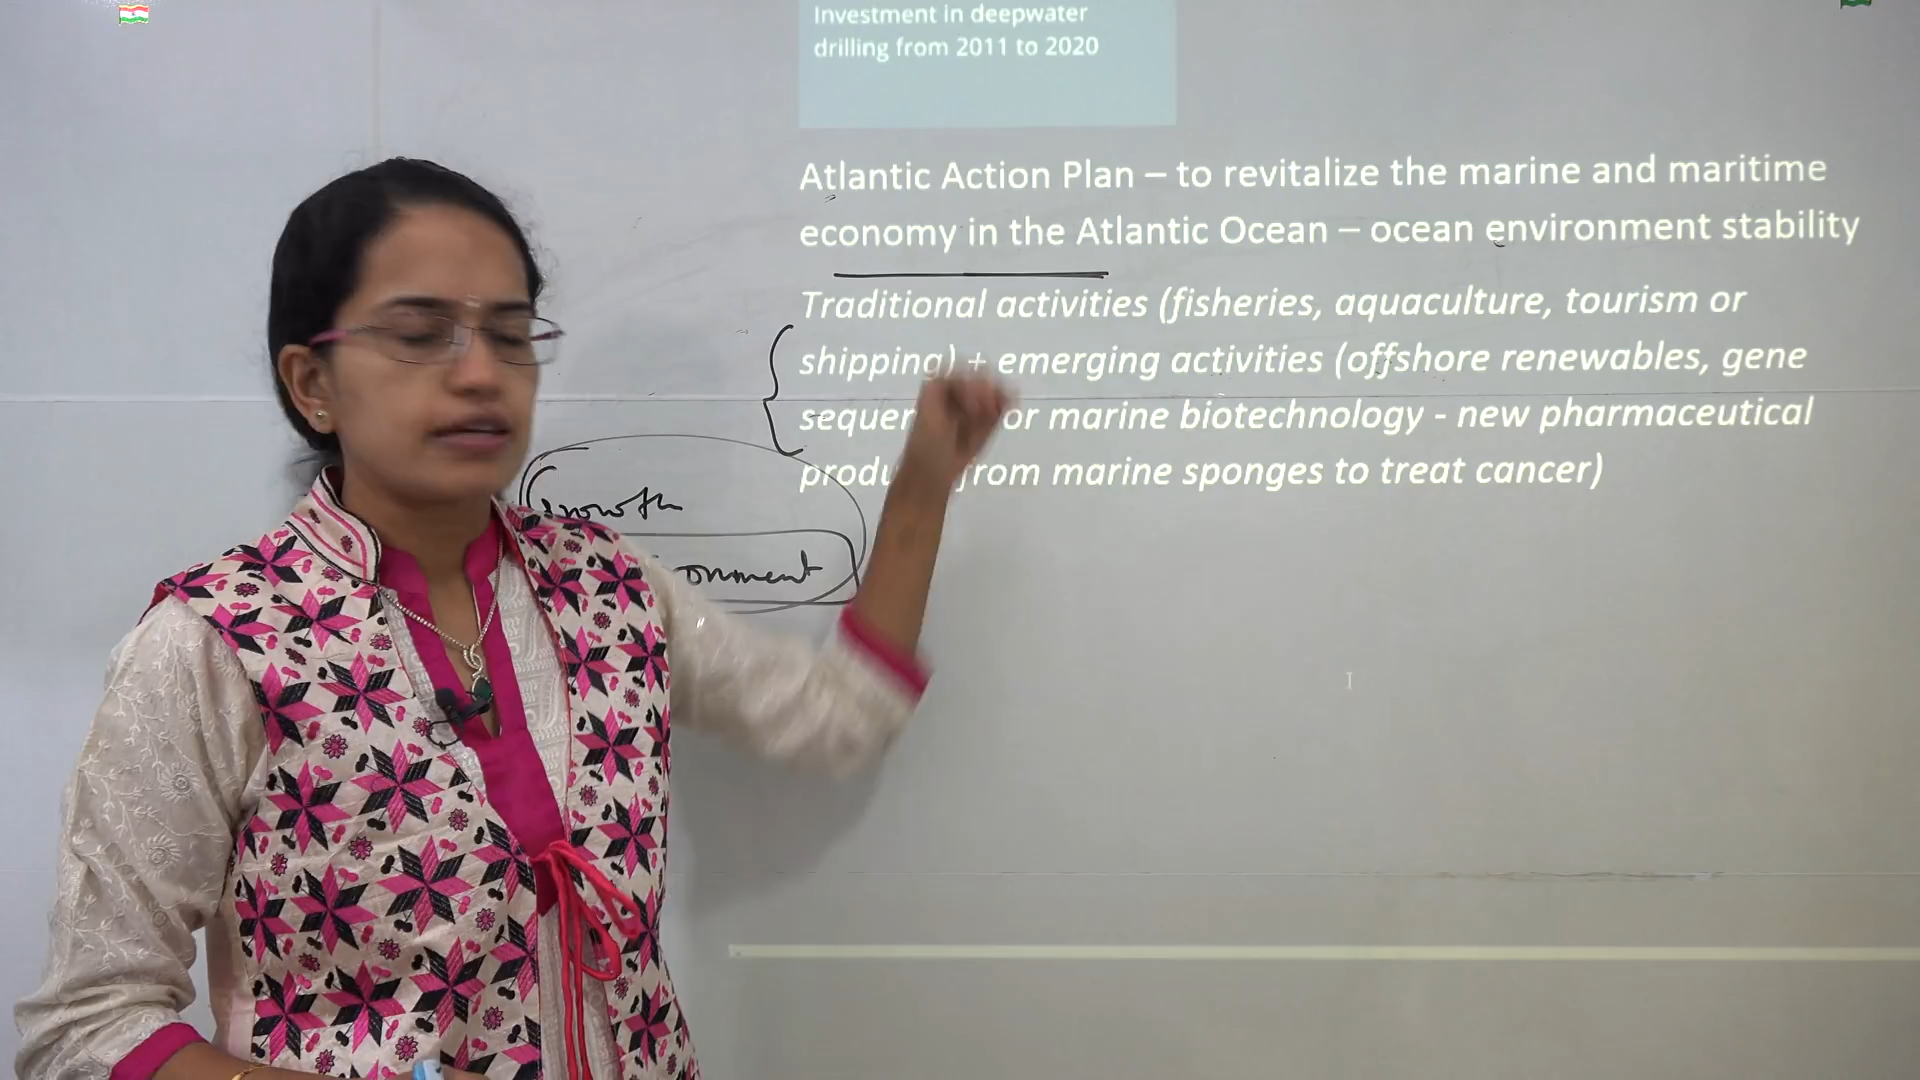 Investment in deepwater
drilling from 2011 to 2020
Atlantic Action Plan – to revitalize the marine and maritime
economy in the Atlantic Ocean – ocean environment stability
Traditional activities (fisheries, aquaculture, tourism or
shipping) + emerging activities (offshore renewables, gene
or marine biotechnology - new pharmaceutical
from marine sponges to treat cancer)
Growth